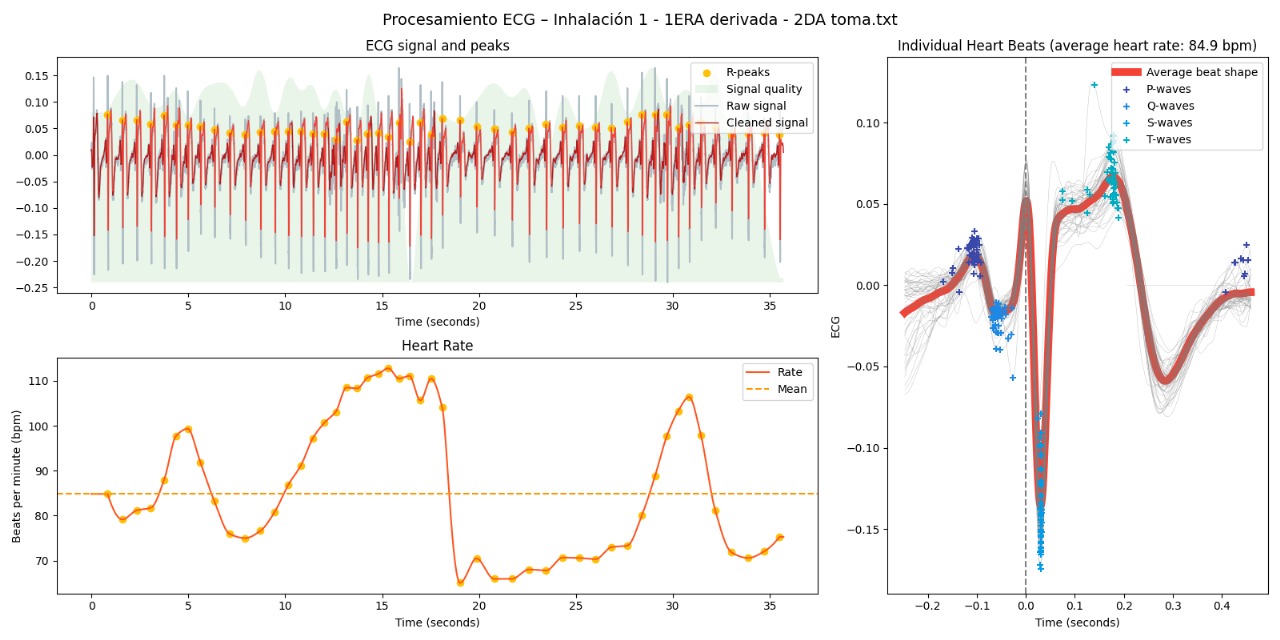 Procesamiento ECG – Inhalación 1 - 1ERA derivada - 2DA toma.txt
ECG signal and peaks
R-peaks
Signal quality
Raw signal
Cleaned signal
0.15
0.10
0.05
0.00
−0.05
−0.10
−0.15
−0.20
−0.25
0 5 10 15 20 25 30 35
Time (seconds)
Heart Rate
Rate
Mean
Beats per minute (bpm)
110
100
90
80
70
0 5 10 15 20 25 30 35
Time (seconds)
Individual Heart Beats (average heart rate: 84.9 bpm)
Average beat shape
P-waves
Q-waves
S-waves
T-waves
ECG
0.10
0.05
0.00
−0.05
−0.10
−0.15
−0.2 −0.1 0.0 0.1 0.2 0.3 0.4
Time (seconds)